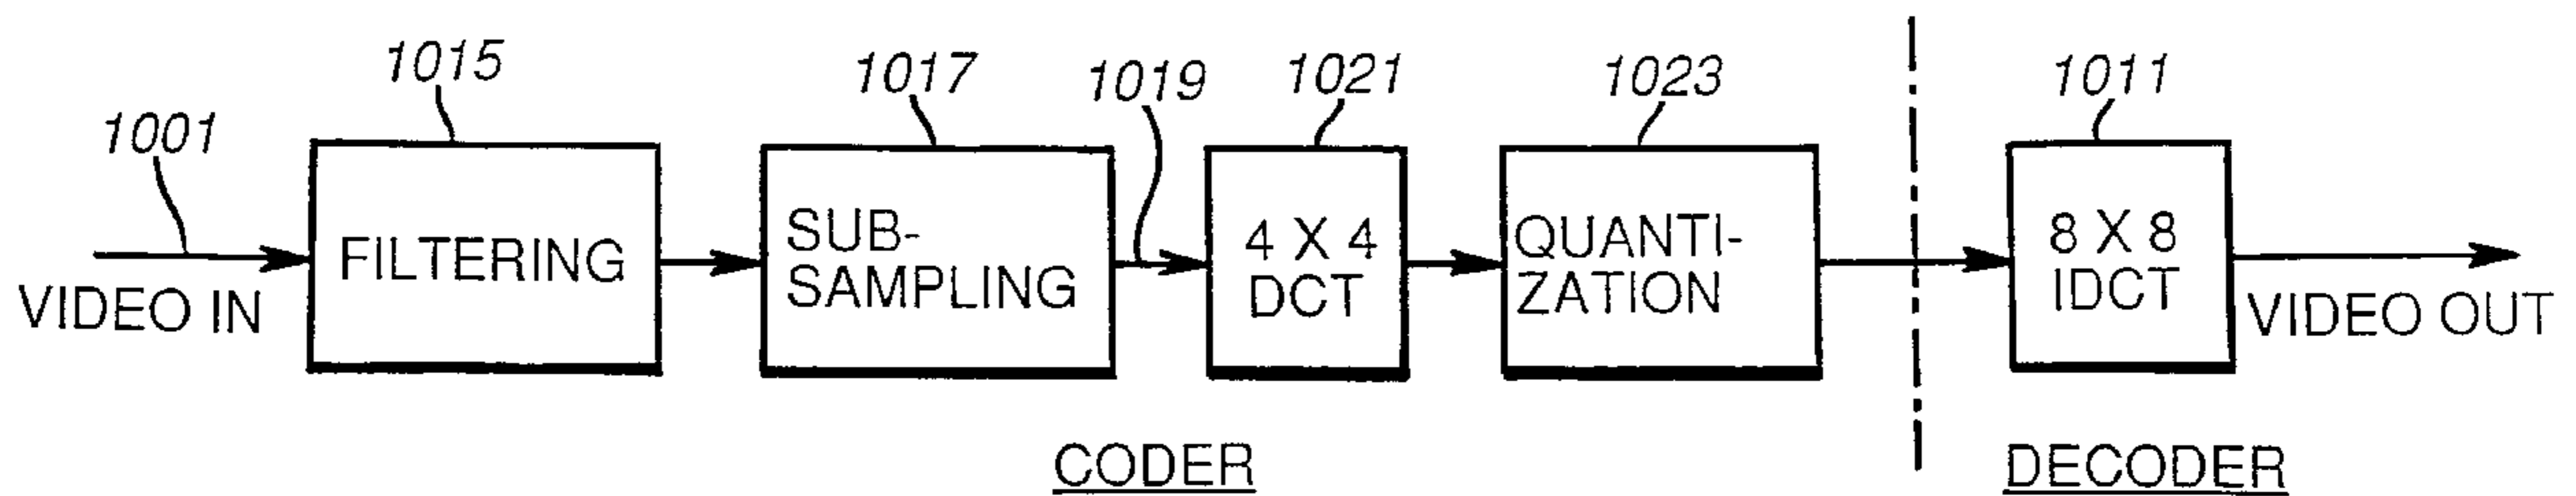 1015
1017
1019
1021
1023
1011
1001
FILTERING
SUB-
SAMPLING
4 X 4
DCT
QUANTI-
ZATION
8 X 8
IDCT
VIDEO IN
VIDEO OUT
CODER
DECODER